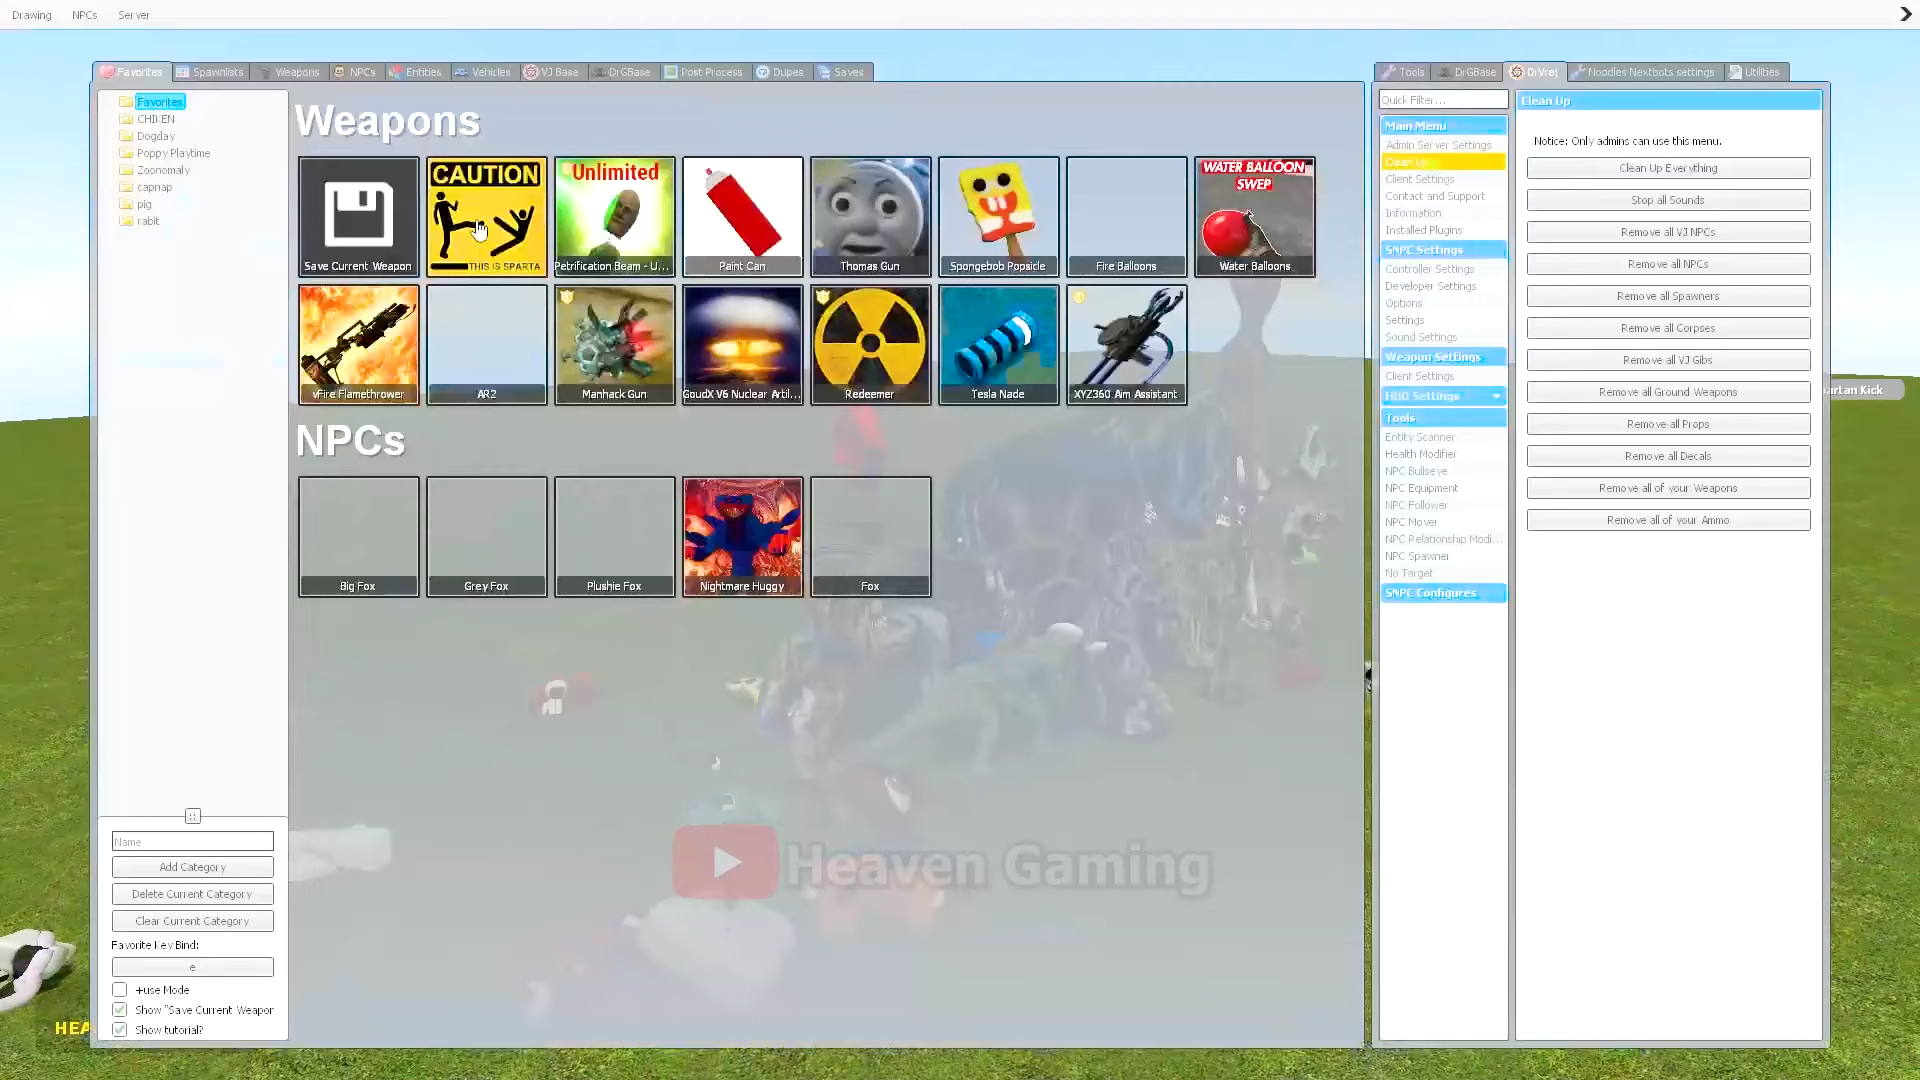 Drawing NPCs Server
Favorites Spawnlists Weapons NPCs Entities Vehicles VJ Base DrGBase Post Process Dupes Saves
Tools DrGBase DrVrej Noddles Nextbots settings Utilities
Favorites
CHIKEN
Dogday
Poppy Playtime
Zoonomaly
capnap
pig
rabit
Name
Add Category
Delete Current Category
Clear Current Category
Favorite Key Bind:
e
+use Mode
Show "Save Current Weapor
Show tutorial?
HEA
Weapons
Save Current Weapon
CAUTION
THIS IS SPARTA
Unlimited
Petrification Beam - U...
Paint Can
Thomas Gun
Spongebob Popsicle
Fire Balloons
WATER BALLOON
SWEP
Water Balloons
vFire Flamethrower
AR2
Manhack Gun
GoudX V6 Nuclear Artil...
Redeemer
Tesla Nade
XYZ360 Aim Assistant
NPCs
Big Fox
Grey Fox
Plushie Fox
Nightmare Huggy
Fox
Heaven Gaming
Quick Filter...
Main Menu
Admin Server Settings
Clean Up
Client Settings
Contact and Support
Information
Installed Plugins
SNPC Settings
Controller Settings
Developer Settings
Options
Settings
Sound Settings
Weapon Settings
Client Settings
HUD Settings
Tools
Entity Scanner
Health Modifier
NPC Bullseye
NPC Equipment
NPC Follower
NPC Mover
NPC Relationship Modi...
NPC Spawner
No Target
SNPC Configures
Clean Up
Notice: Only admins can use this menu.
Clean Up Everything
Stop all Sounds
Remove all VJ NPCs
Remove all NPCs
Remove all Spawners
Remove all Corpses
Remove all VJ Gibs
Remove all Ground Weapons
Remove all Props
Remove all Decals
Remove all of your Weapons
Remove all of your Ammo
artan Kick